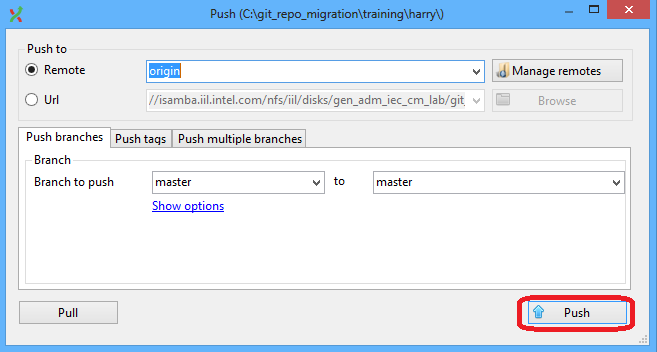 Push (C:\git_repo_migration\training\harry\)
Push to
Remote origin Manage remotes
Url //isamba.iil.intel.com/nfs/iil/disks/gen_adm_iec_cm_lab/git_ Browse
Push branches Push tags Push multiple branches
Branch
Branch to push master to master
Show options
Pull Push